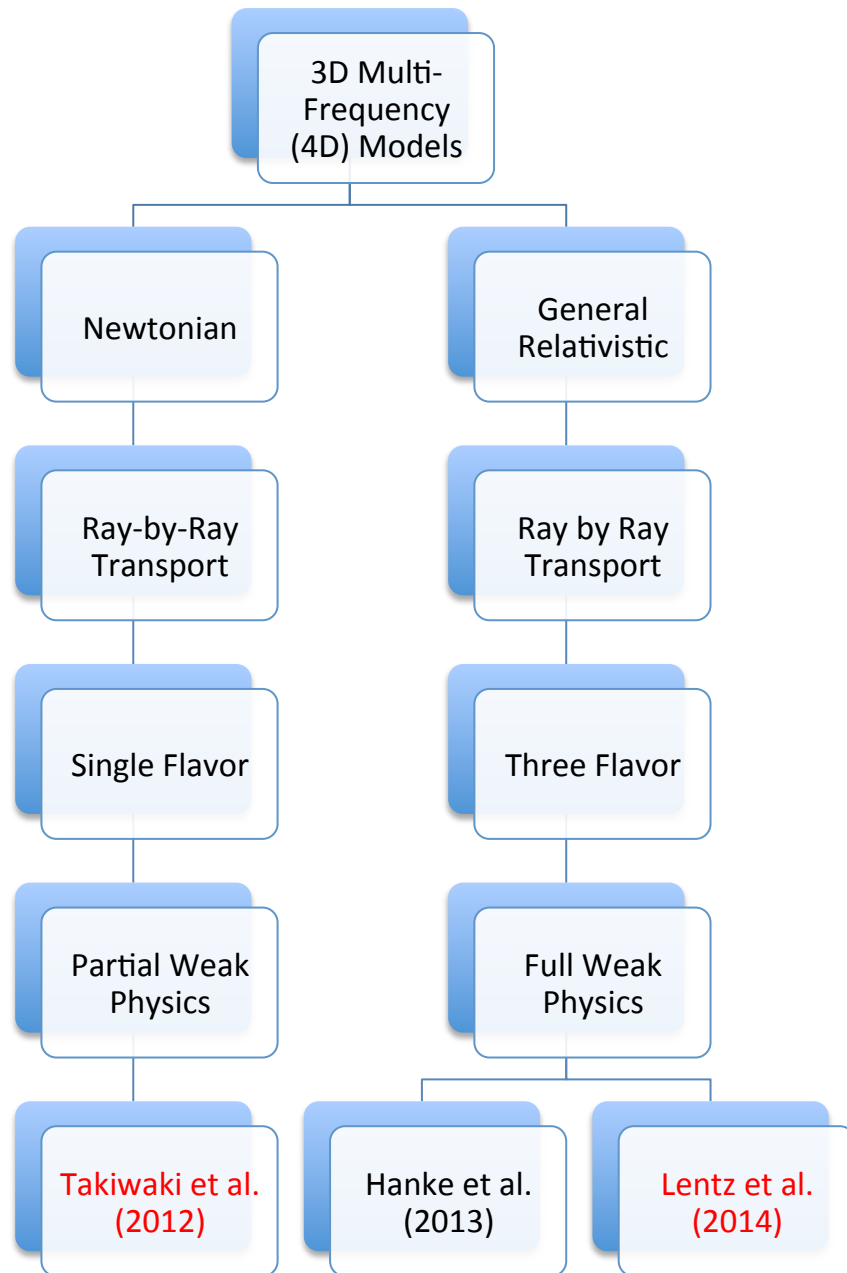 3D Multi-
Frequency
(4D) Models
Newtonian
General
Relativistic
Ray-by-Ray
Transport
Ray by Ray
Transport
Single Flavor
Three Flavor
Partial Weak
Physics
Full Weak
Physics
Takiwaki et al.
(2012)
Hanke et al.
(2013)
Lentz et al.
(2014)